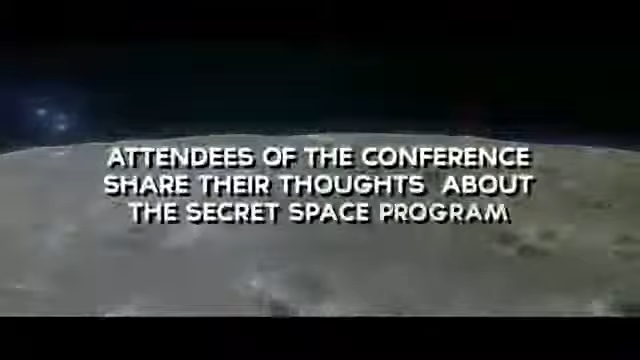 ATTENDEES OF THE CONFERENCE
SHARE THEIR THOUGHTS ABOUT
THE SECRET SPACE PROGRAM